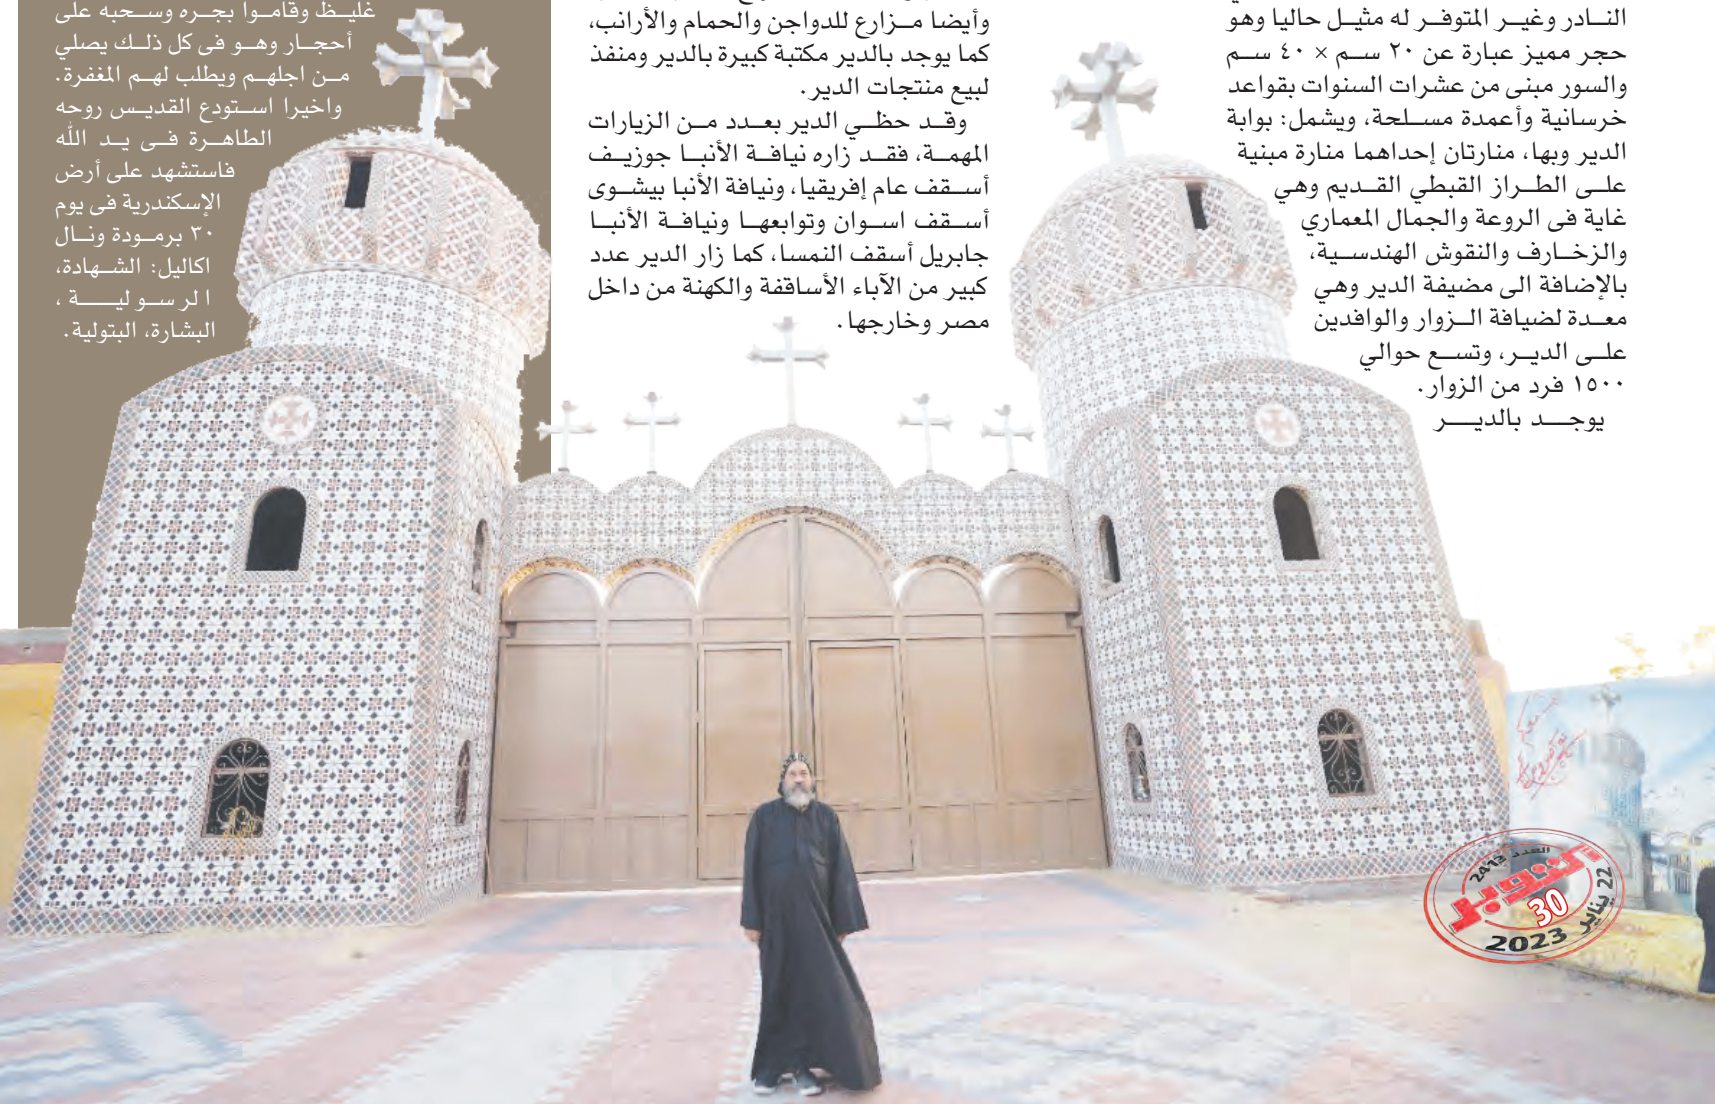 النادر وغير المتوفر له مثيل حاليا وهو
حجر مميز عبارة عن ٢٠ سم × ٤٠ سم
والسور مبنى من عشرات السنوات بقواعد
خرسانية وأعمدة مسلحة، ويشمل: بوابة
الدير وبها، منارتان إحداهما منارة مبنية
على الطراز القبطي القديم وهي
غاية فى الروعة والجمال المعماري
والزخارف والنقوش الهندسية،
بالإضافة الى مضيفة الدير وهي
معدة لضيافة الزوار والوافدين
على الدير، وتسع حوالي
١٥٠٠ فرد من الزوار.
يوجد بالدير
وأيضا مزارع للدواجن والحمام والأرانب،
كما يوجد بالدير مكتبة كبيرة بالدير ومنفذ
لبيع منتجات الدير.
وقد حظي الدير بعدد من الزيارات
المهمة، فقد زاره نيافة الأنبا جوزيف
أسقف عام إفريقيا، ونيافة الأنبا بيشوى
أسقف اسوان وتوابعها ونيافة الأنبا
جابريل أسقف النمسا، كما زار الدير عدد
كبير من الآباء الأساقفة والكهنة من داخل
مصر وخارجها.
غليظ وقاموا بجره وسحبه على
أحجار وهو فى كل ذلك يصلي
من اجلهم ويطلب لهم المغفرة.
واخيرا استودع القديس روحه
الطاهرة فى يد الله
فاستشهد على أرض
الإسكندرية فى يوم
٣٠ برمودة ونال
اكاليل: الشهادة،
الرسولية،
البشارة، البتولية.
العدد 2413
أكتوبر
30
22 يناير 2023